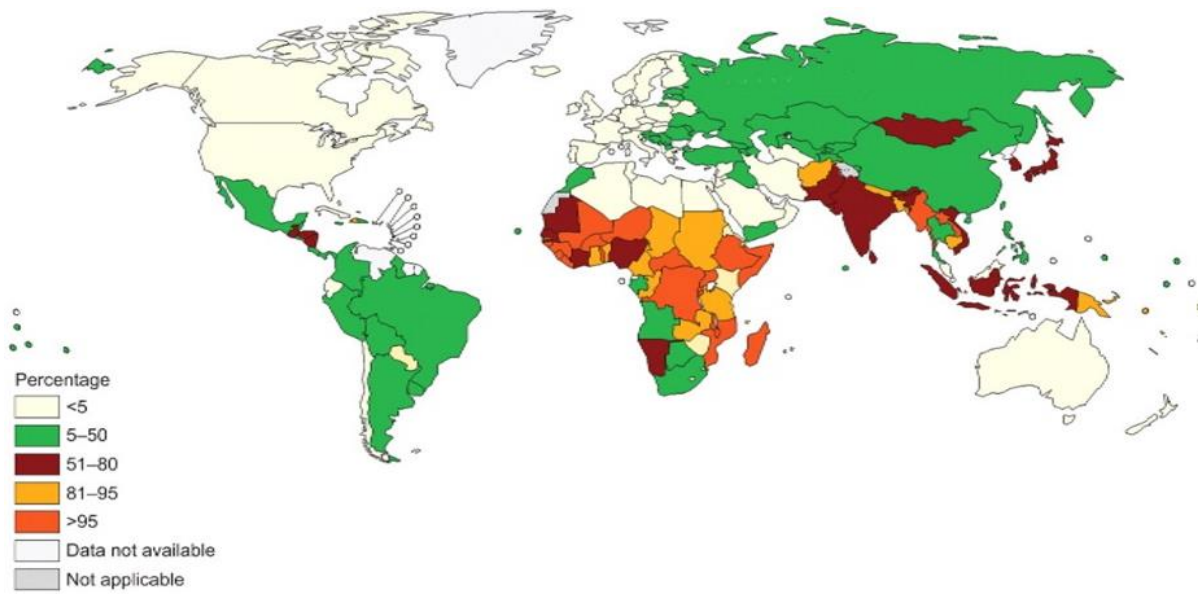 Percentage
<5
5–50
51–80
81–95
>95
Data not available
Not applicable